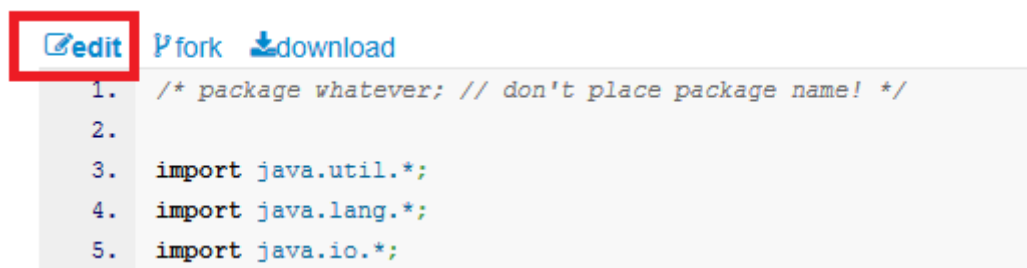 edit fork download
1. /* package whatever; // don't place package name! */
2.
3. import java.util.*;
4. import java.lang.*;
5. import java.io.*;